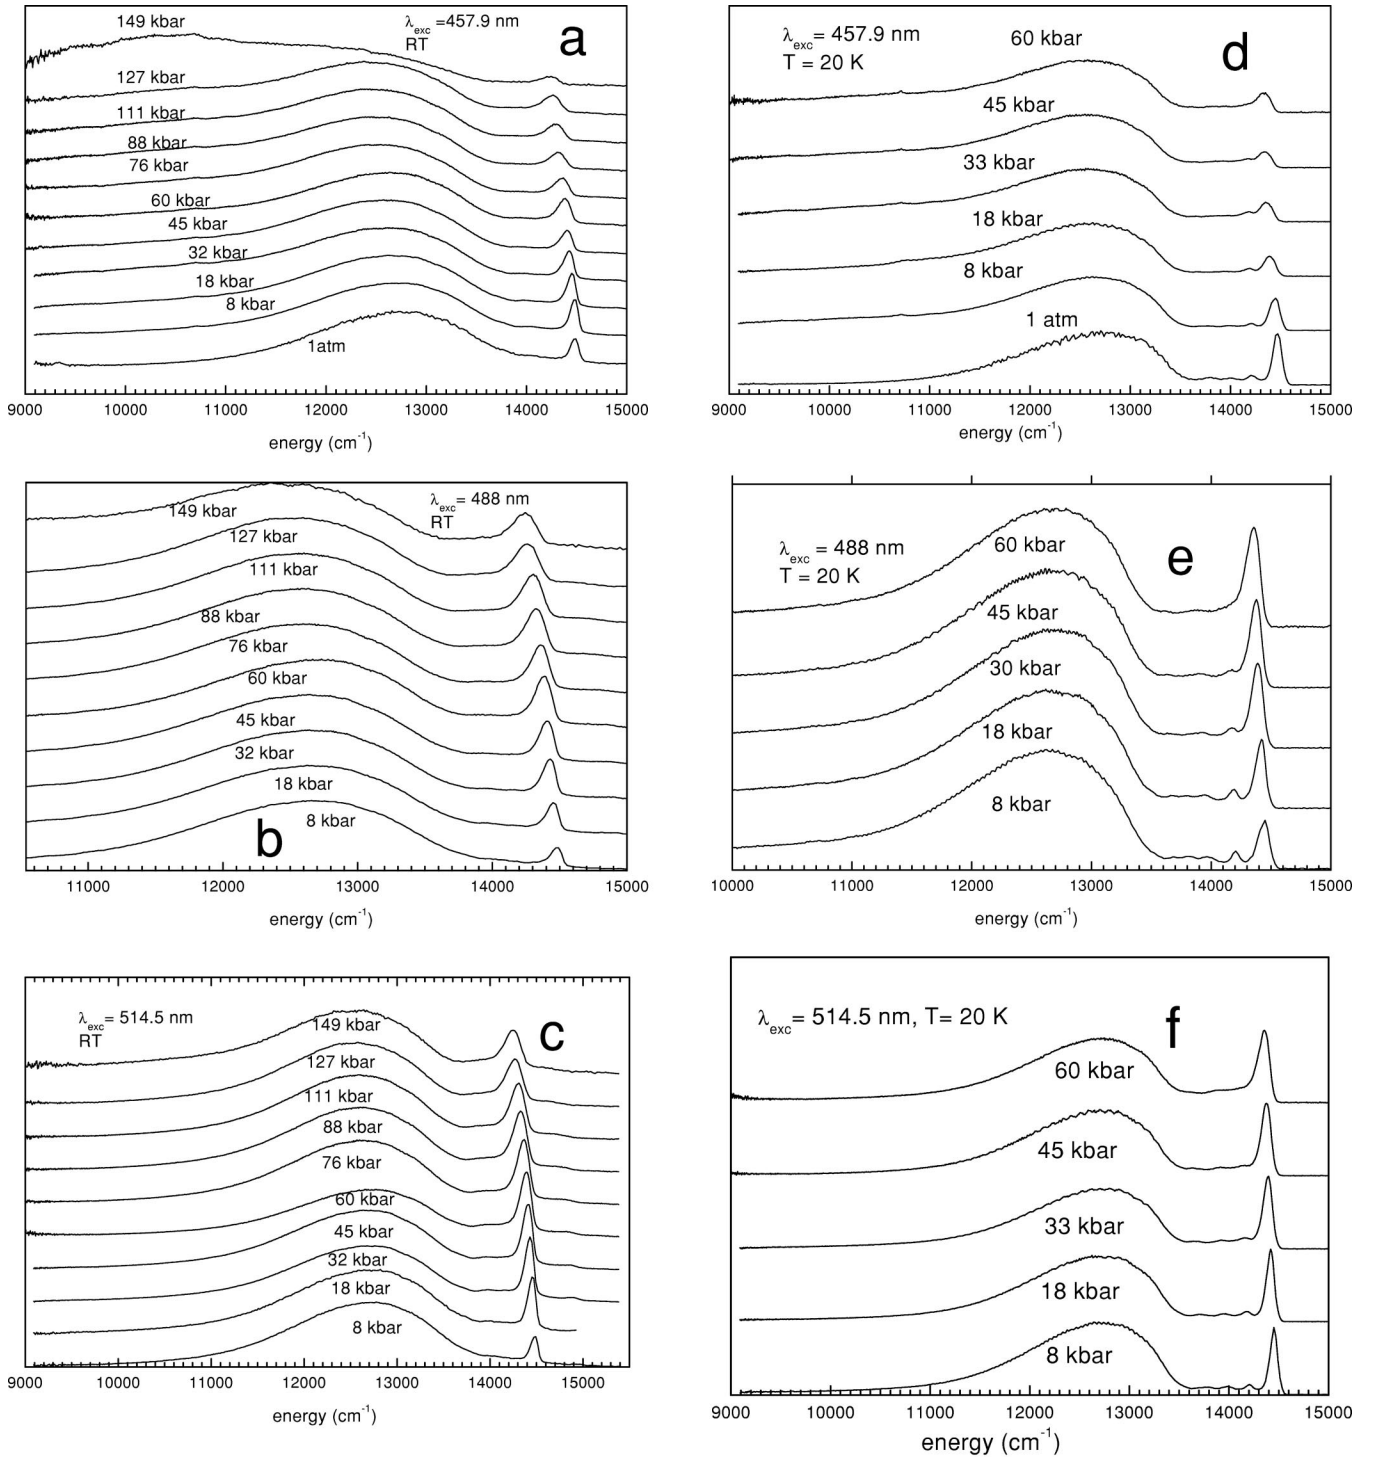 149 kbar
λexc =457.9 nm
RT
a
127 kbar
111 kbar
88 kbar
76 kbar
60 kbar
45 kbar
32 kbar
18 kbar
8 kbar
1atm
9000 10000 11000 12000 13000 14000 15000
energy (cm-1)
λexc = 457.9 nm
T = 20 K
60 kbar
d
45 kbar
33 kbar
18 kbar
8 kbar
1 atm
9000 10000 11000 12000 13000 14000 15000
energy (cm-1)
λexc= 488 nm
RT
149 kbar
127 kbar
111 kbar
88 kbar
76 kbar
60 kbar
45 kbar
32 kbar
18 kbar
8 kbar
b
11000 12000 13000 14000 15000
energy (cm-1)
λexc = 488 nm
T = 20 K
60 kbar
e
45 kbar
30 kbar
18 kbar
8 kbar
10000 11000 12000 13000 14000 15000
energy (cm-1)
λexc= 514.5 nm
RT
149 kbar
c
127 kbar
111 kbar
88 kbar
76 kbar
60 kbar
45 kbar
32 kbar
18 kbar
8 kbar
9000 10000 11000 12000 13000 14000 15000
energy (cm-1)
λexc= 514.5 nm, T= 20 K
f
60 kbar
45 kbar
33 kbar
18 kbar
8 kbar
9000 10000 11000 12000 13000 14000 15000
energy (cm-1)